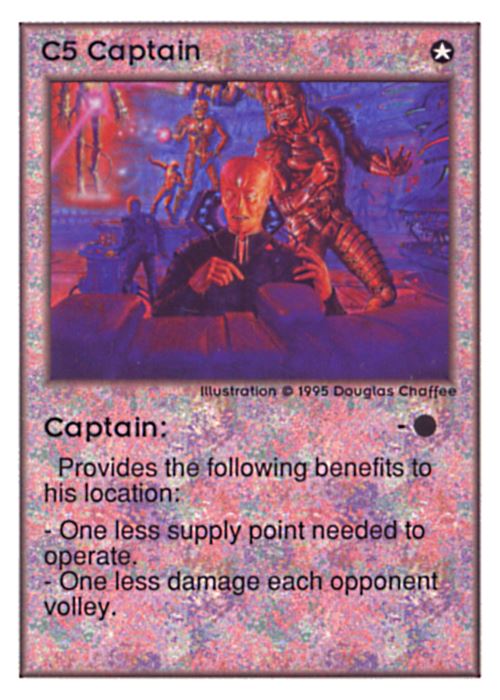 C5 Captain
Illustration © 1995 Douglas Chaffee
Captain: -
Provides the following benefits to
his location:
- One less supply point needed to
operate.
- One less damage each opponent
volley.